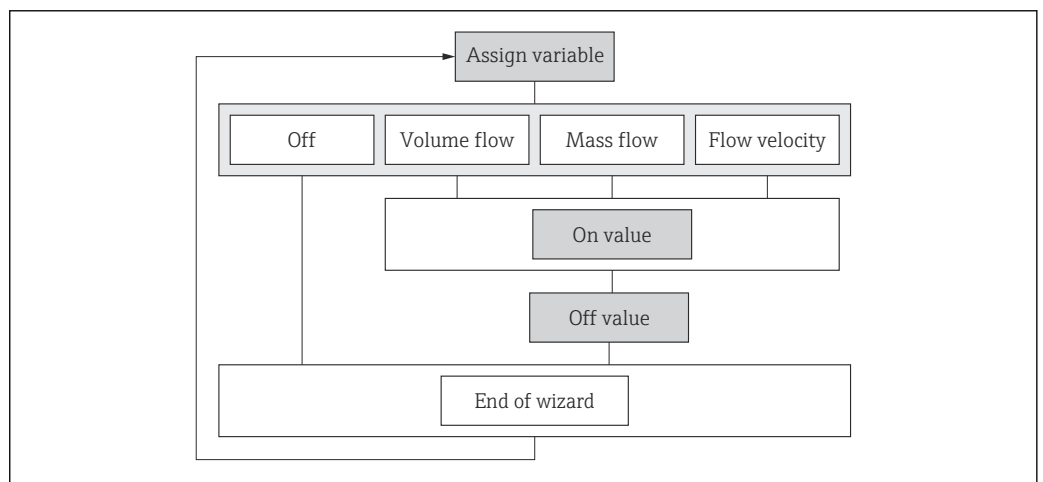 Assign variable
Off
Volume flow
Mass flow
Flow velocity
On value
Off value
End of wizard